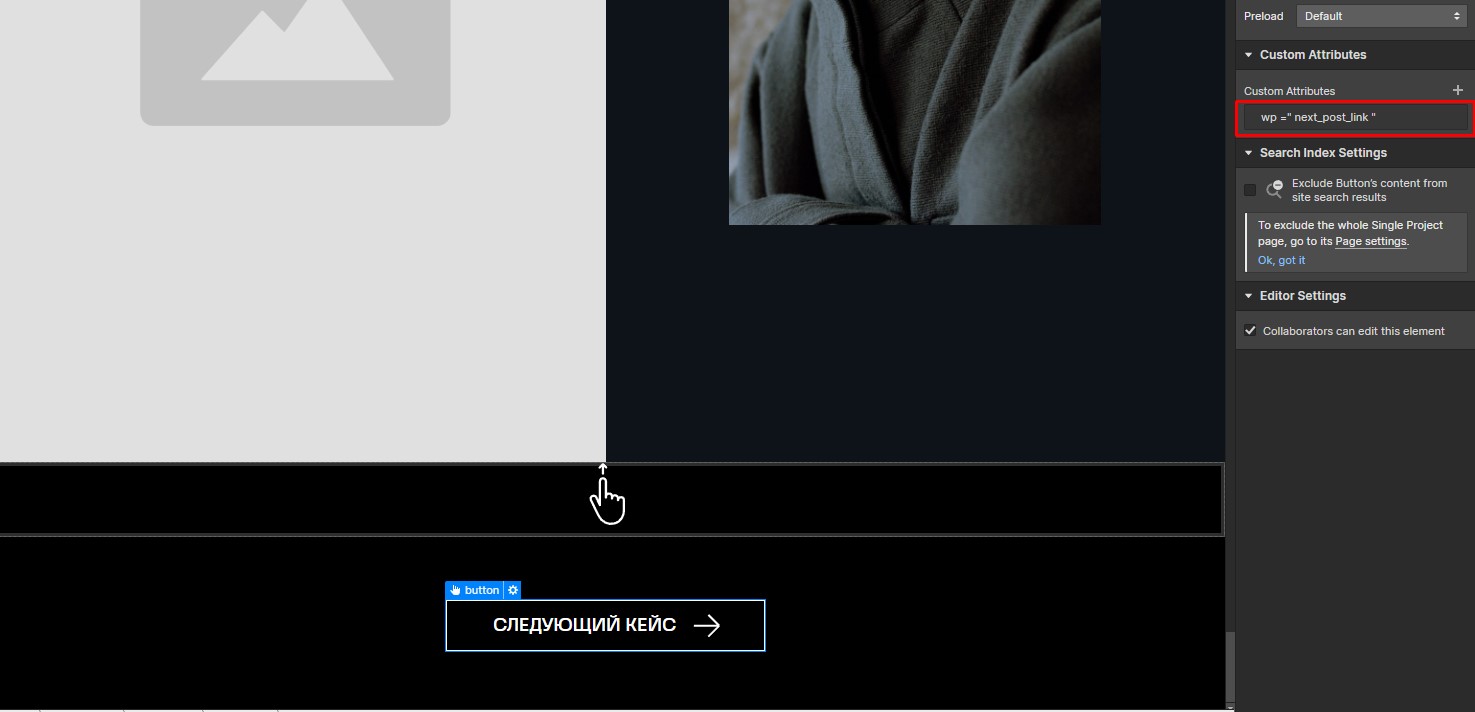 Preload
Default
Custom Attributes
Custom Attributes
wp =" next_post_link "
Search Index Settings
Exclude Button's content from
site search results
To exclude the whole Single Project
page, go to its Page settings.
Ok, got it
Editor Settings
Collaborators can edit this element
button
СЛЕДУЮЩИЙ КЕЙС